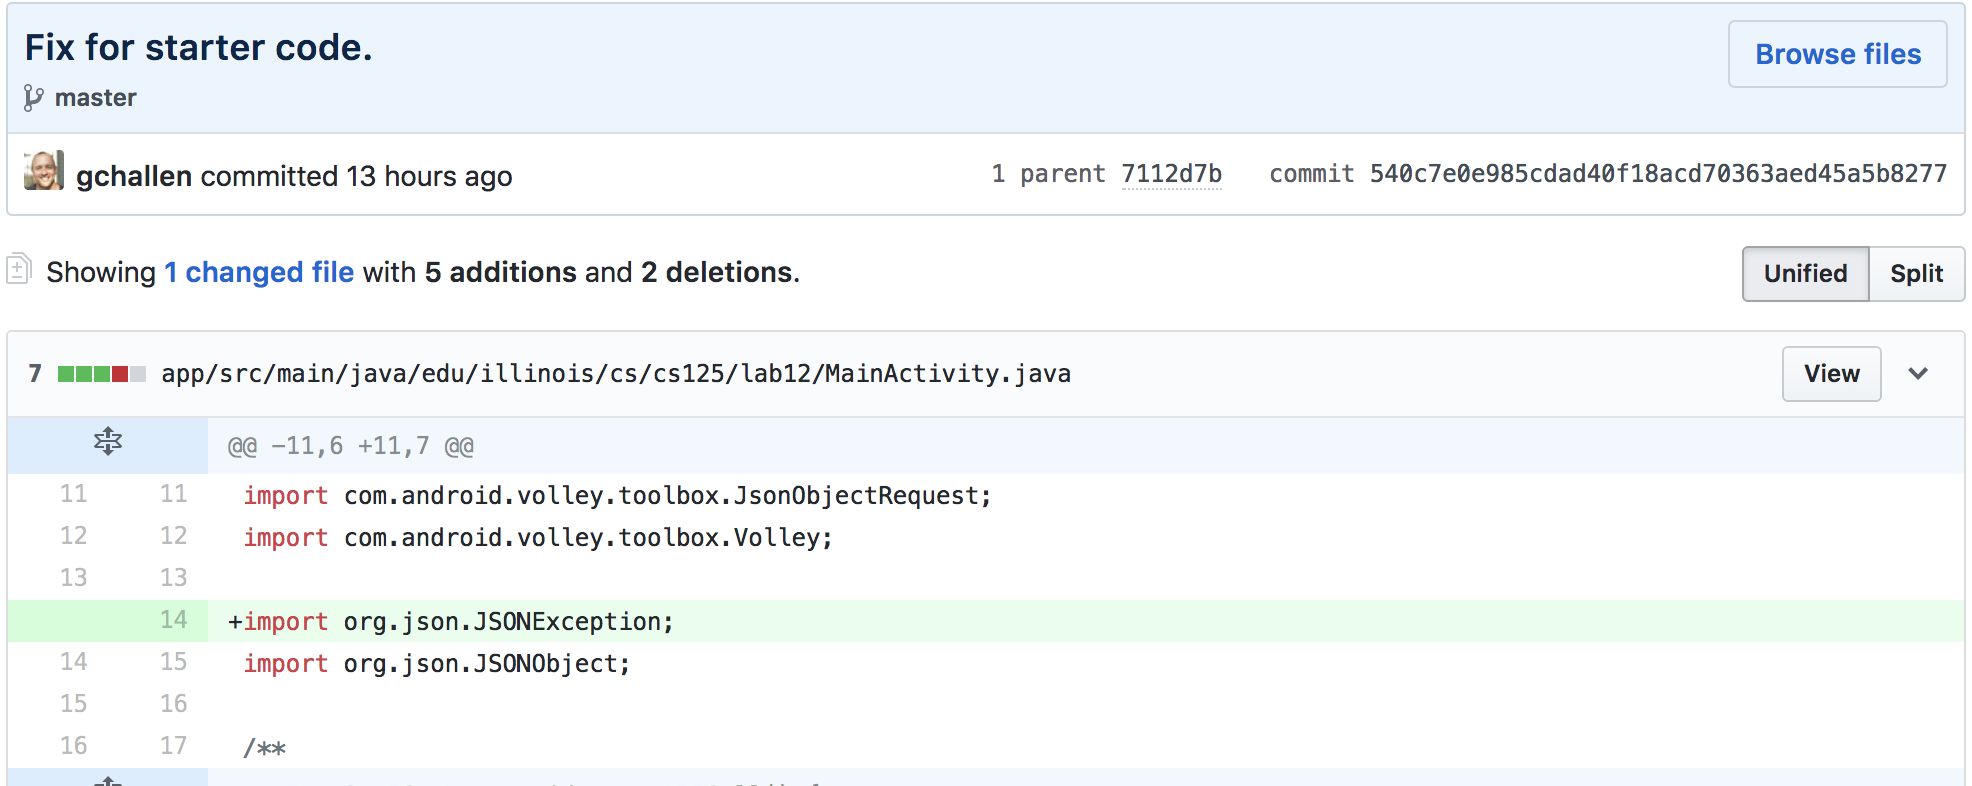 Fix for starter code.
Browse files
master
gchallen committed 13 hours ago
1 parent 7112d7b commit 540c7e0e985cdad40f18acd70363aed45a5b8277
Showing 1 changed file with 5 additions and 2 deletions.
Unified Split
7 app/src/main/java/edu/illinois/cs/cs125/lab12/MainActivity.java
View
@@ -11,6 +11,7 @@
11 11 import com.android.volley.toolbox.JsonObjectRequest;
12 12 import com.android.volley.toolbox.Volley;
13 13
14 +import org.json.JSONException;
14 15 import org.json.JSONObject;
15 16
16 17 /**